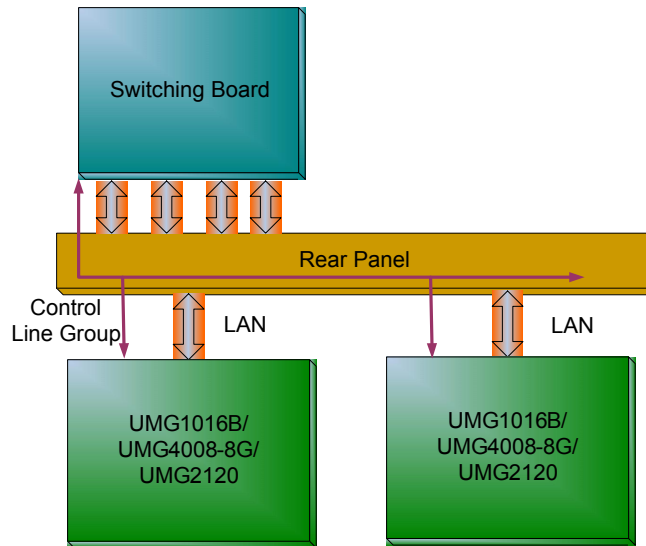 Switching Board
Rear Panel
Control
Line Group
LAN
LAN
UMG1016B/
UMG4008-8G/
UMG2120
UMG1016B/
UMG4008-8G/
UMG2120